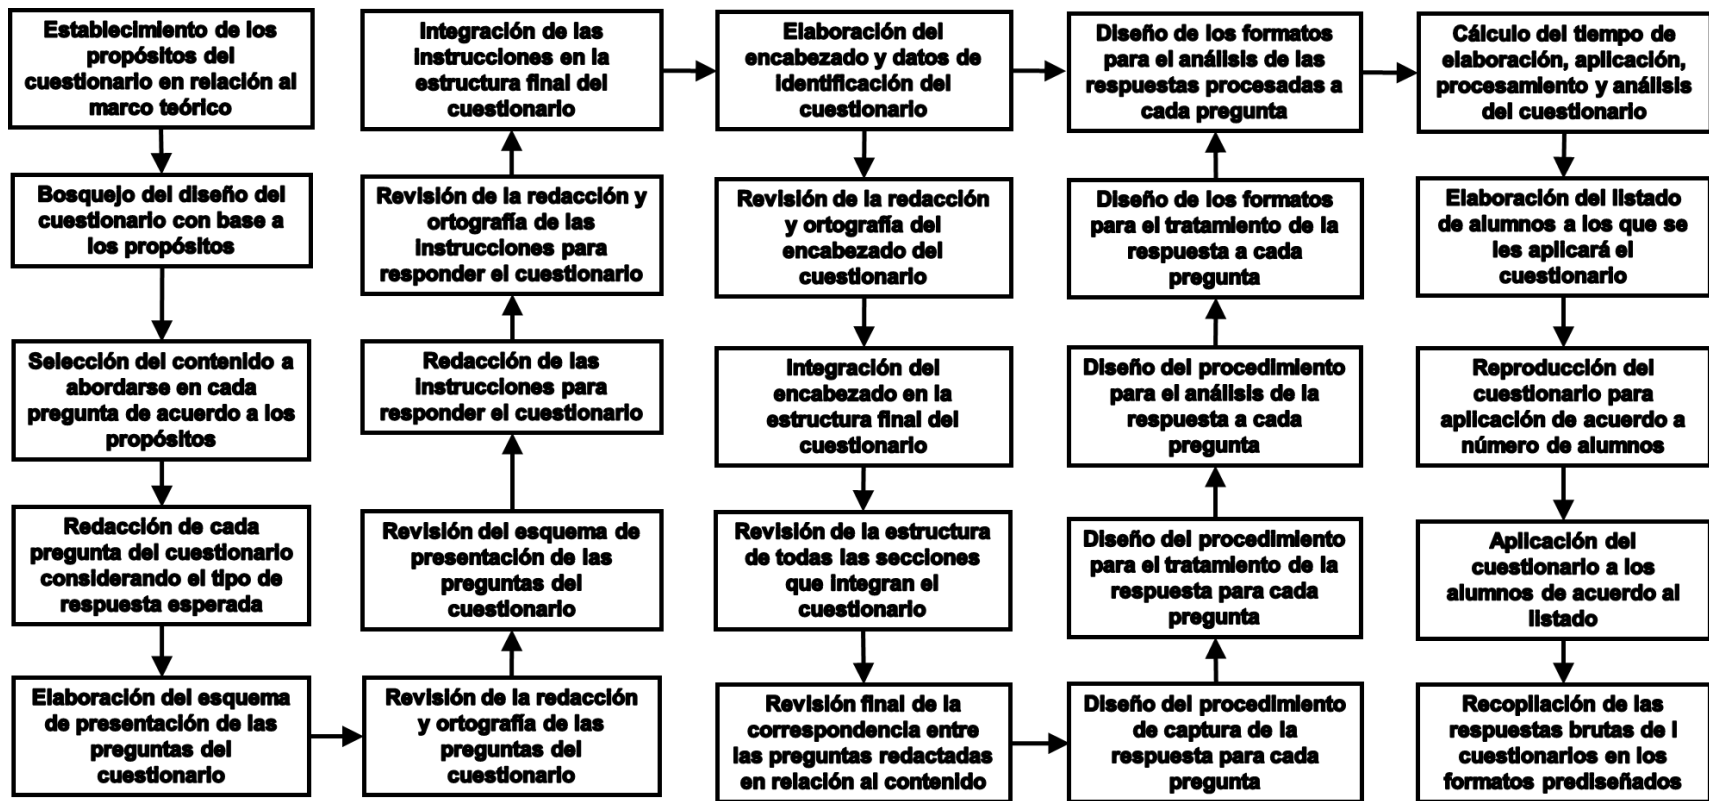 Establecimiento de los
propósitos del
cuestionario en relación al
marco teórico
Bosquejo del diseño del
cuestionario con base a
los propósitos
Selección del contenido a
abordarse en cada
pregunta de acuerdo a los
propósitos
Redacción de cada
pregunta del cuestionario
considerando el tipo de
respuesta esperada
Elaboración del esquema
de presentación de las
preguntas del
cuestionario
Revisión de la redacción
y ortografía de las
preguntas del
cuestionario
Revisión del esquema de
presentación de las
preguntas del
cuestionario
Redacción de las
instrucciones para
responder el cuestionario
Revisión de la redacción y
ortografía de las
instrucciones para
responder el cuestionario
Integración de las
instrucciones en la
estructura final del
cuestionario
Elaboración del
encabezado y datos de
identificación del
cuestionario
Revisión de la redacción
y ortografía del
encabezado del
cuestionario
Integración del
encabezado en la
estructura final del
cuestionario
Revisión de la estructura
de todas las secciones
que integran el
cuestionario
Revisión final de la
correspondencia entre
las preguntas redactadas
en relación al contenido
Diseño del procedimiento
de captura de la
respuesta para cada
pregunta
Diseño del procedimiento
para el tratamiento de la
respuesta para cada
pregunta
Diseño del procedimiento
para el análisis de la
respuesta a cada
pregunta
Diseño de los formatos
para el tratamiento de la
respuesta a cada
pregunta
Diseño de los formatos
para el análisis de las
respuestas procesadas a
cada pregunta
Cálculo del tiempo de
elaboración, aplicación,
procesamiento y análisis
del cuestionario
Elaboración del listado
de alumnos a los que se
les aplicará el
cuestionario
Reproducción del
cuestionario para
aplicación de acuerdo a
número de alumnos
Aplicación del
cuestionario a los
alumnos de acuerdo al
listado
Recopilación de las
respuestas brutas de l
cuestionarios en los
formatos prediseñados